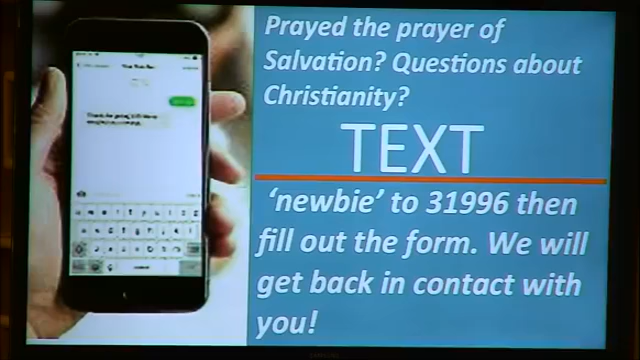 Prayed the prayer of
Salvation? Questions about
Christianity?
TEXT
‘newbie’ to 31996 then
fill out the form. We will
get back in contact with
you!